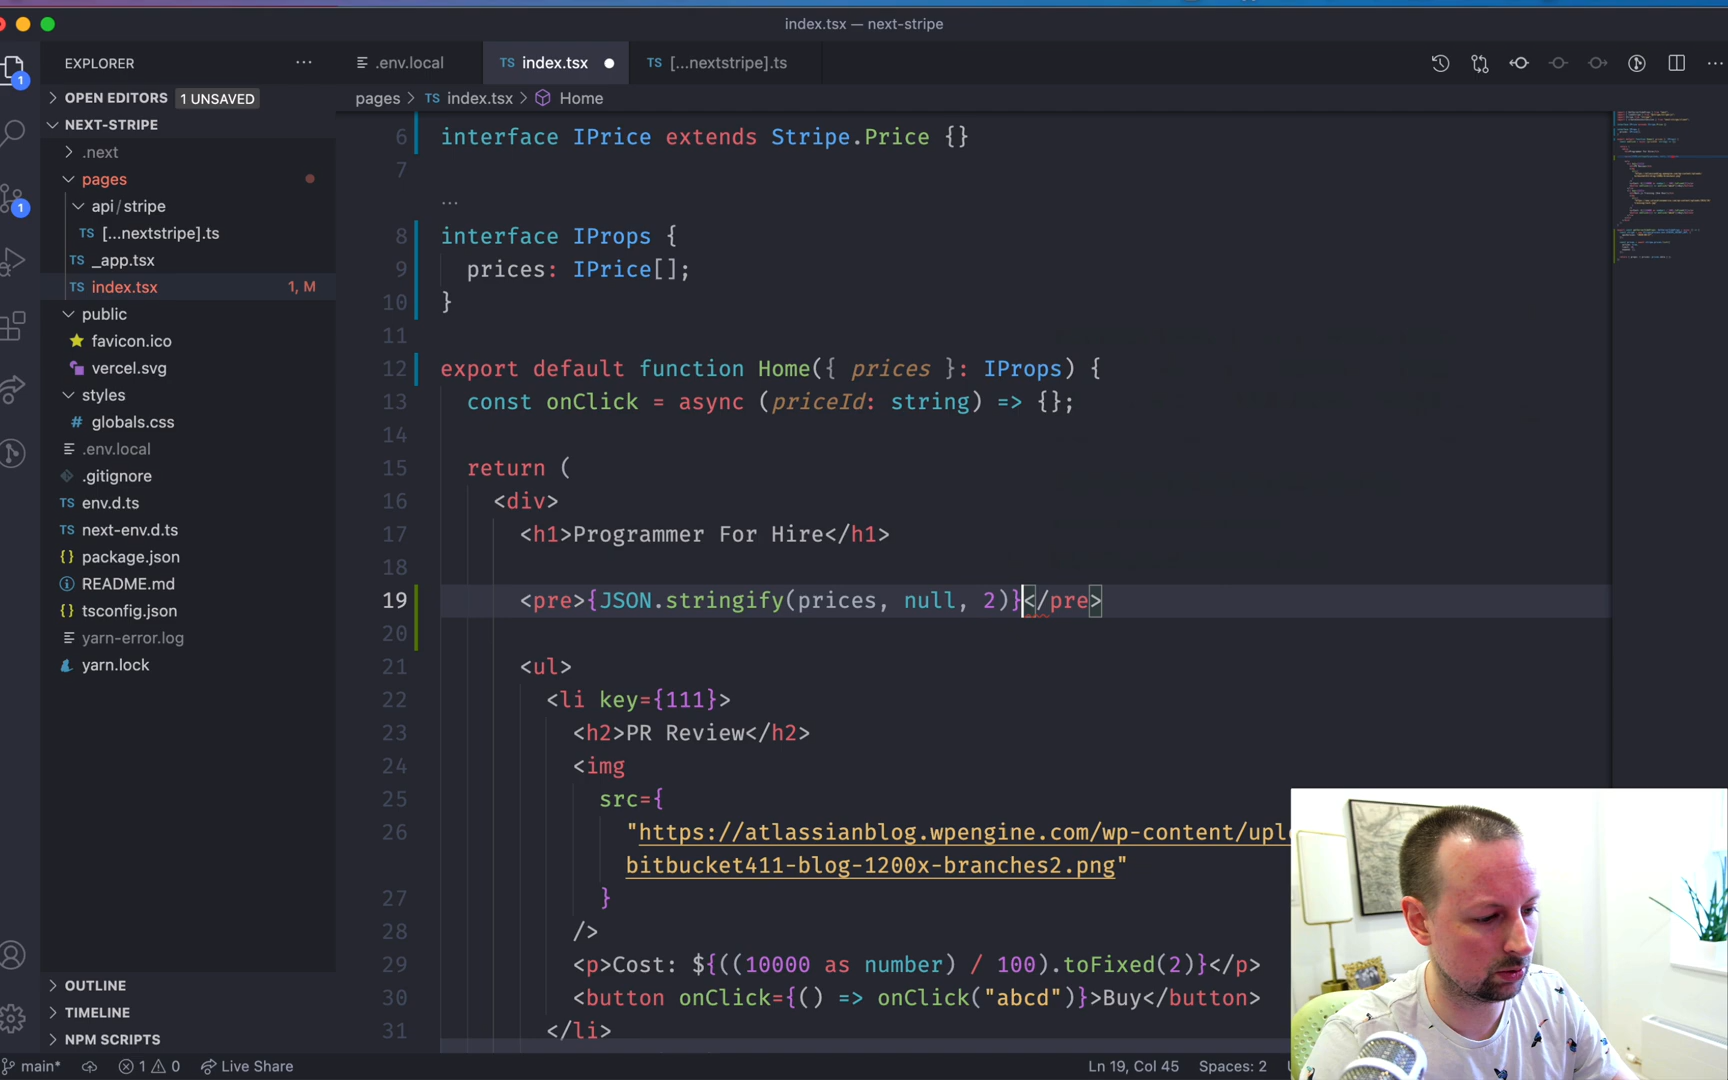 index.tsx — next-stripe
EXPLORER
.env.local
TS index.tsx
TS [...nextstripe].ts
OPEN EDITORS 1 UNSAVED
pages > TS index.tsx > Home
NEXT-STRIPE
.next
pages
api/stripe
TS [...nextstripe].ts
TS _app.tsx
TS index.tsx 1, M
public
favicon.ico
vercel.svg
styles
# globals.css
.env.local
.gitignore
TS env.d.ts
TS next-env.d.ts
{} package.json
README.md
TS tsconfig.json
yarn-error.log
yarn.lock
OUTLINE
TIMELINE
NPM SCRIPTS
1
1
6 interface IPrice extends Stripe.Price {}
7
...
8 interface IProps {
9 prices: IPrice[];
10 }
11
12 export default function Home({ prices }: IProps) {
13 const onClick = async (priceId: string) => {};
14
15 return (
16 <div>
17 <h1>Programmer For Hire</h1>
18
19 <pre>{JSON.stringify(prices, null, 2)}</pre>
20
21 <ul>
22 <li key={111}>
23 <h2>PR Review</h2>
24 <img
25 src={
26 "https://atlassianblog.wpengine.com/wp-content/uplo
bitbucket411-blog-1200x-branches2.png"
27 }
28 />
29 <p>Cost: ${((10000 as number) / 100).toFixed(2)}</p>
30 <button onClick={() => onClick("abcd")}>Buy</button>
31 </li>
main* 1 0 Live Share Ln 19, Col 45 Spaces: 2